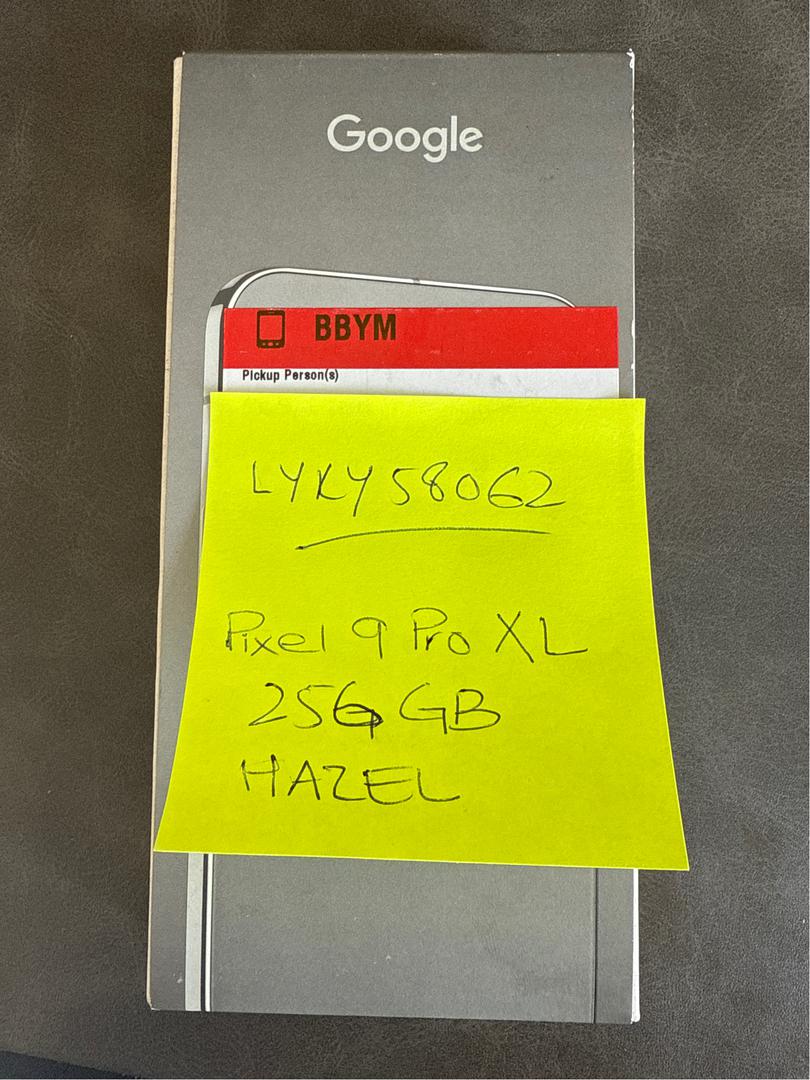 Google
BBYM
Pickup Person(s)
LYKY58062
Pixel 9 Pro XL
256 GB
HAZEL